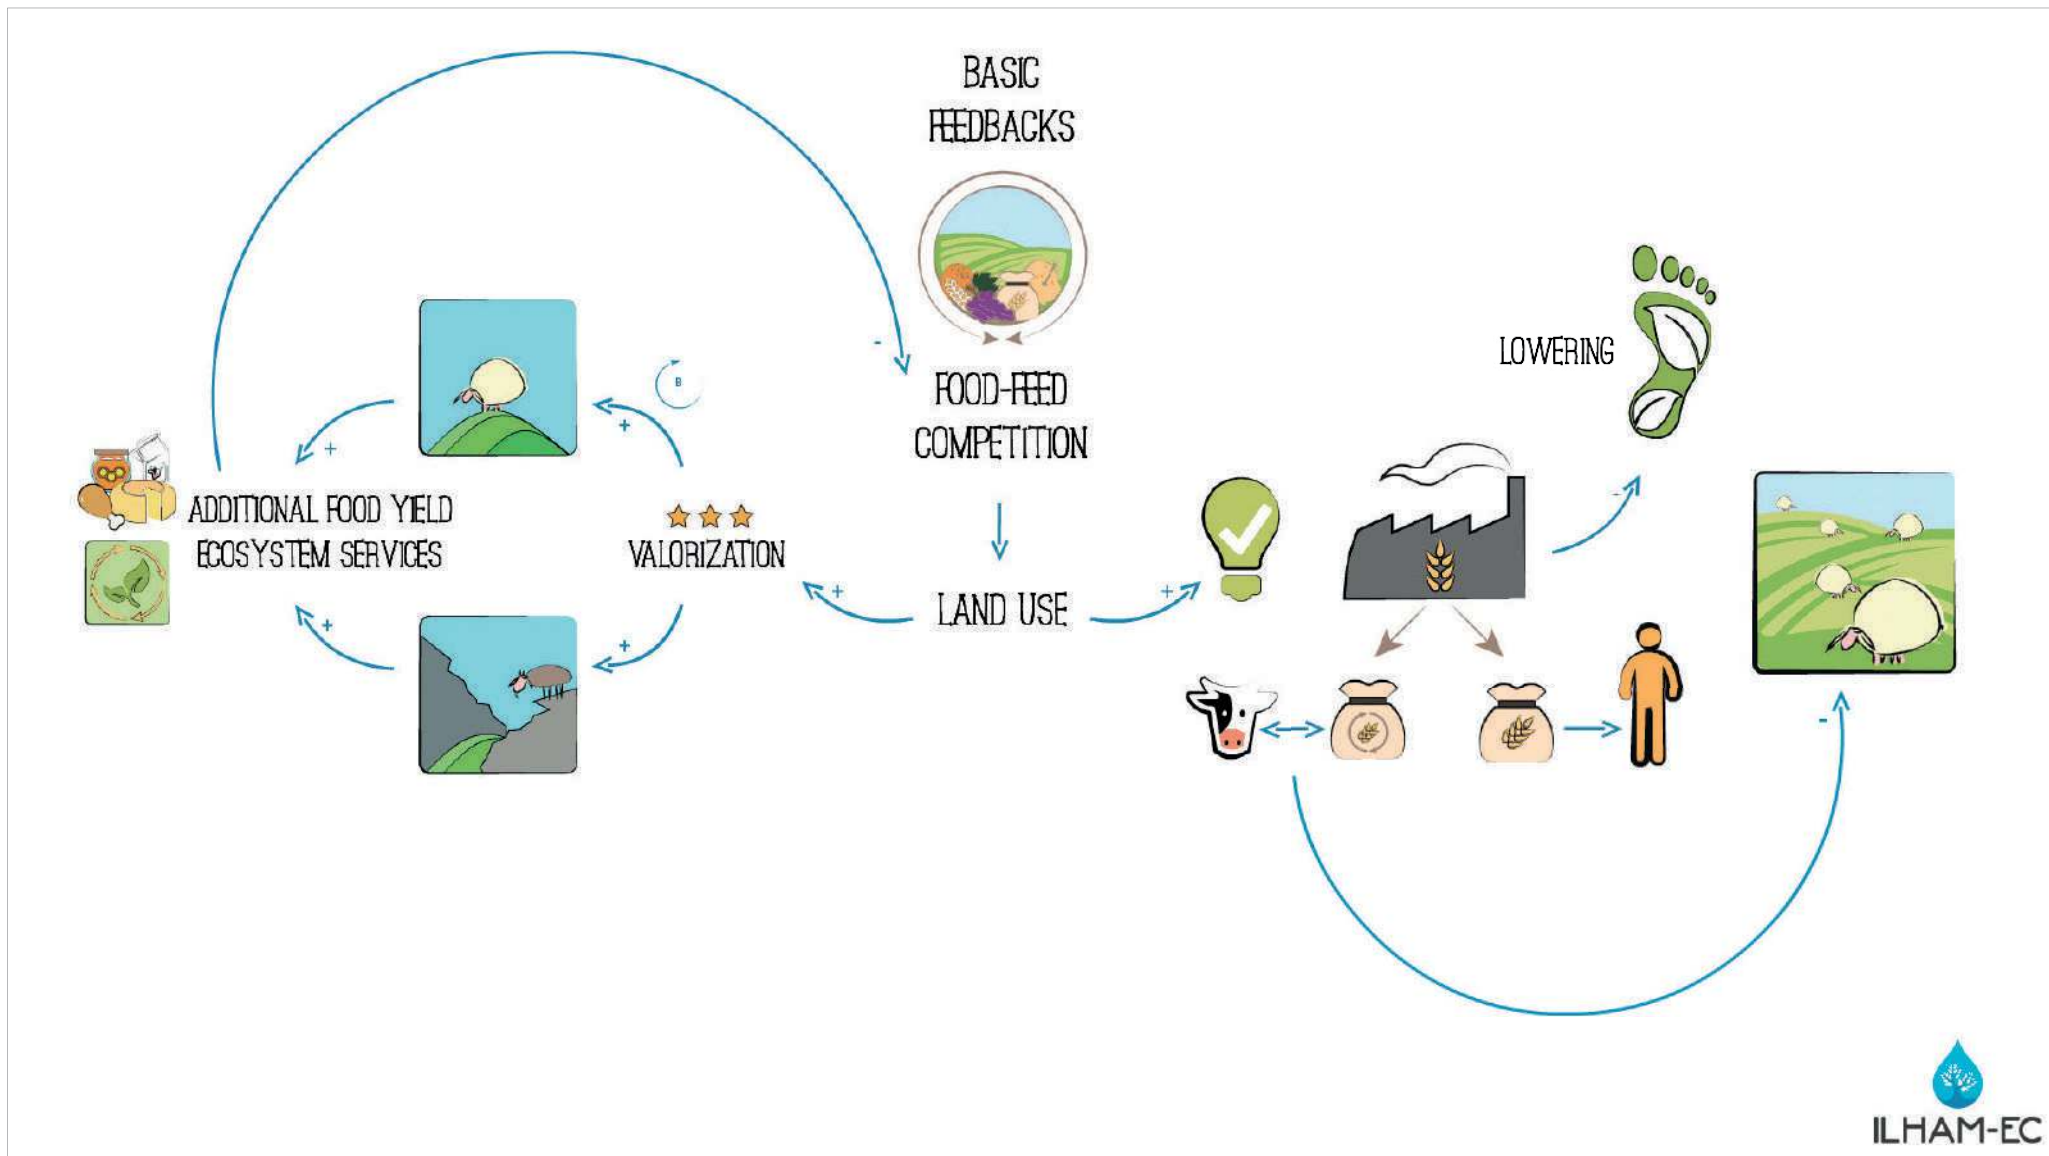 BASIC
FEEDBACKS
-
LOWERING
B
FOOD-FEED
COMPETITION
+
+
-
ADDITIONAL FOOD YIELD
ECOSYSTEM SERVICES
VALORIZATION
+
+
LAND USE
+
+
-
ILHAM-EC